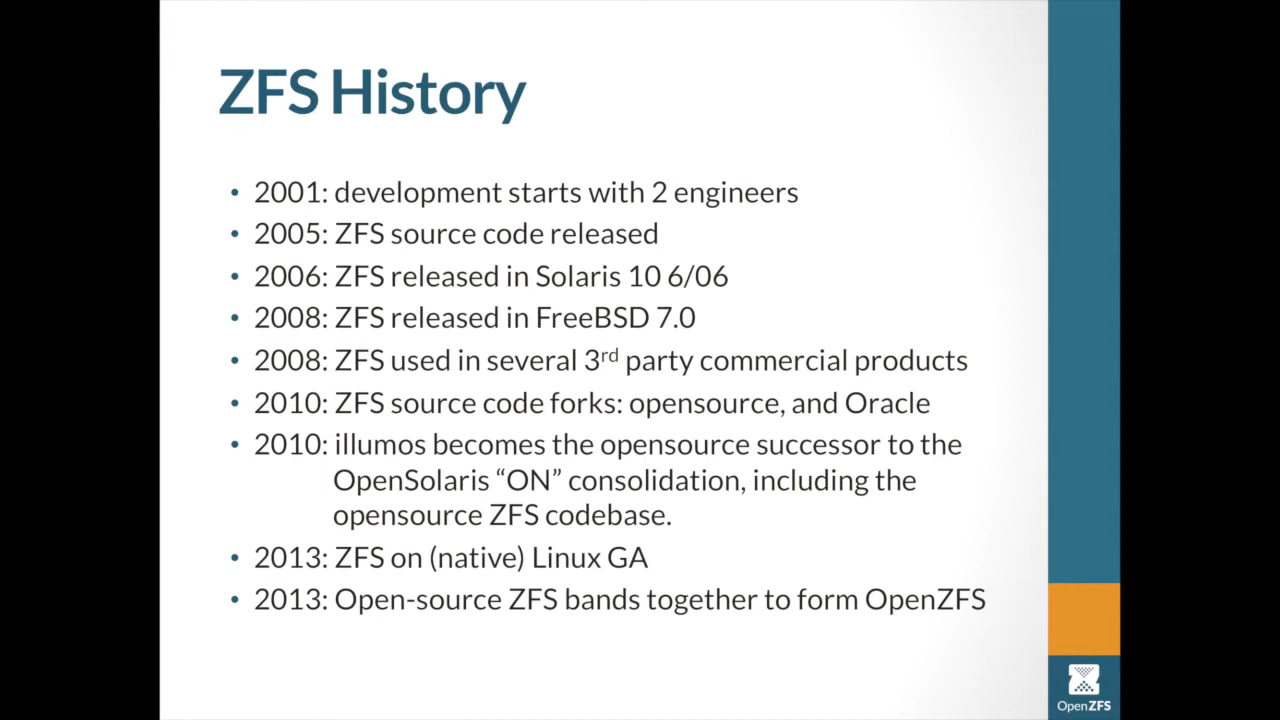 ZFS History
• 2001: development starts with 2 engineers
• 2005: ZFS source code released
• 2006: ZFS released in Solaris 10 6/06
• 2008: ZFS released in FreeBSD 7.0
• 2008: ZFS used in several 3rd party commercial products
• 2010: ZFS source code forks: opensource, and Oracle
• 2010: illumos becomes the opensource successor to the
OpenSolaris “ON” consolidation, including the
opensource ZFS codebase.
• 2013: ZFS on (native) Linux GA
• 2013: Open-source ZFS bands together to form OpenZFS
OpenZFS